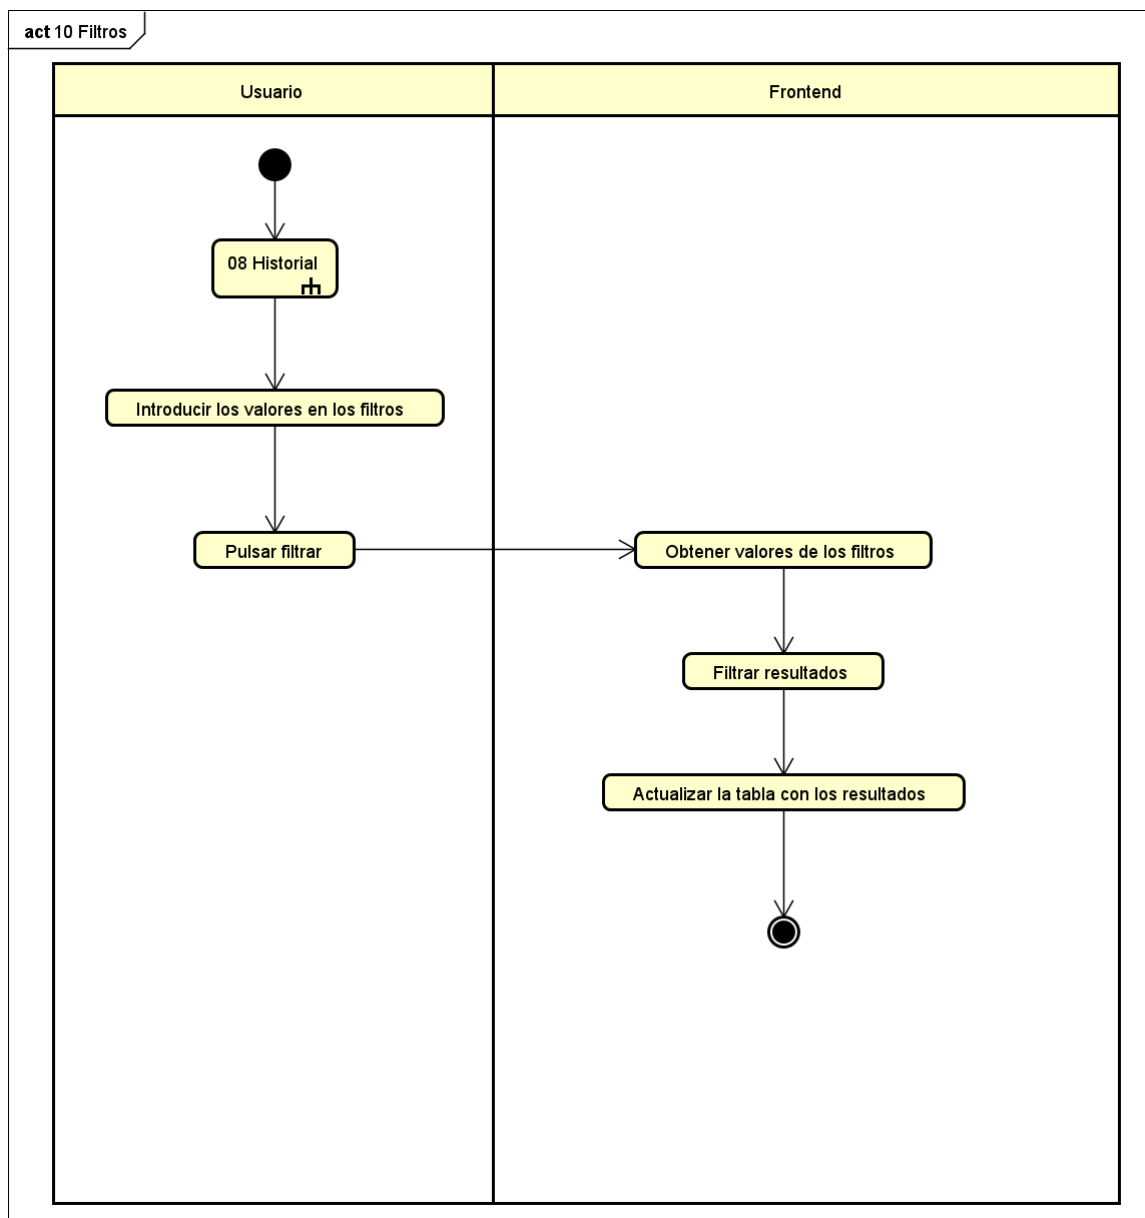 act 10 Filtros
Usuario
Frontend
08 Historial
Introducir los valores en los filtros
Pulsar filtrar
Obtener valores de los filtros
Filtrar resultados
Actualizar la tabla con los resultados